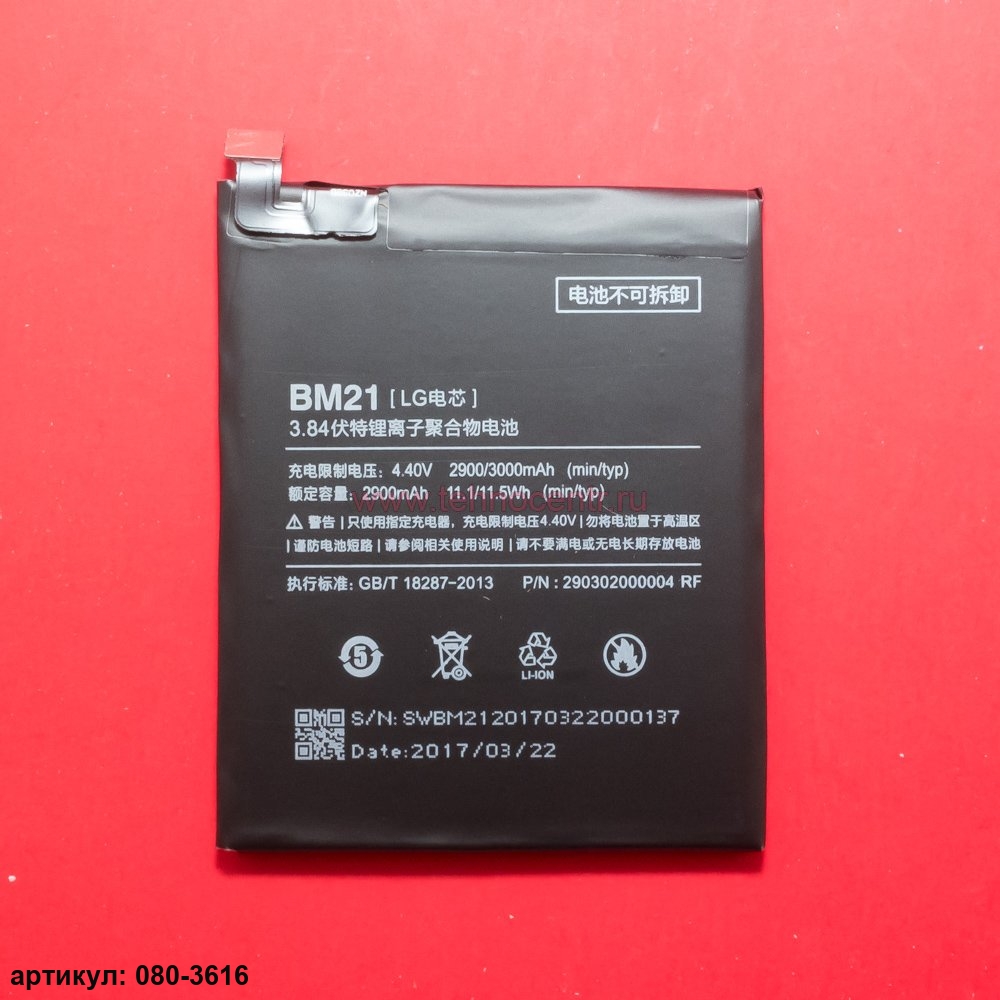 电池不可拆卸
BM21 [LG电芯]
3.84伏特锂离子聚合物电池
充电限制电压: 4.40V 2900/3000mAh (min/typ)
额定容量: 2900mAh 11.1/11.5Wh (min/typ)
www.tehnocentr.ru
⚠ 警告 | 只使用指定充电器, 充电限制电压4.40V | 勿将电池置于高温区
| 谨防电池短路 | 请参阅相关使用说明 | 请不要满电或无电长期存放电池
执行标准: GB/T 18287-2013 P/N : 290302000004 RF
5
LI-ION
S/N: SWBM2120170322000137
Date:2017/03/22
артикул: 080-3616